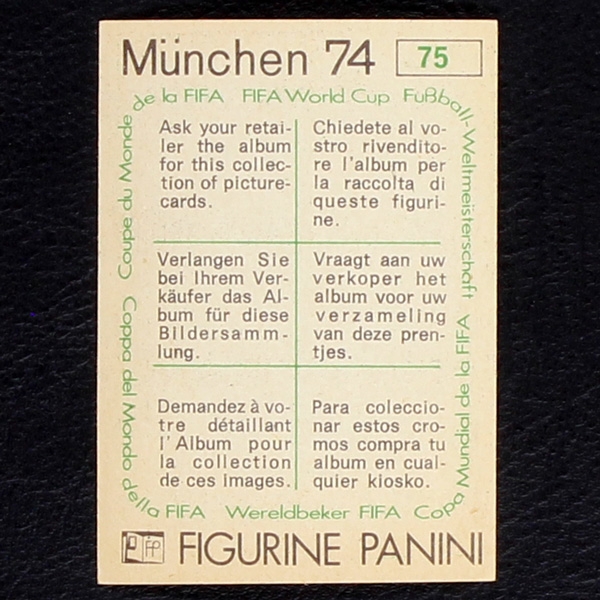 München 74 75
Coupe du Monde de la FIFA FIFA World Cup Fußball-Weltmeisterschaft
Ask your retai-
ler the album
for this collec-
tion of picture-
cards.
Chiedete al vo-
stro rivendito-
re l'album per
la raccolta di
queste figuri-
ne.
Verlangen Sie
bei Ihrem Ver-
käufer das Al-
bum für diese
Bildersamm-
lung.
Vraagt aan uw
verkoper het
album voor uw
verzameling
van deze pren-
tjes.
Demandez à vo-
tre détaillant
l'Album pour
la collection
de ces images.
Para coleccio-
nar estos cro-
mos compra tu
album en cual-
quier kiosko.
Coppa del Mondo della FIFA Wereldbeker FIFA Copa Mundial de la FIFA
FP FIGURINE PANINI